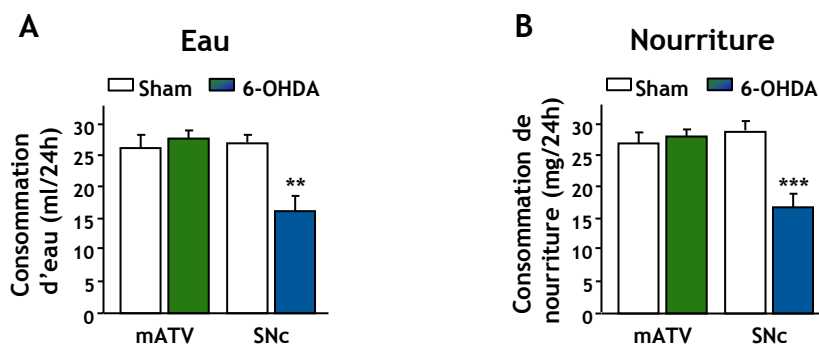 A
Eau
Sham 6-OHDA
Consommation
d'eau (ml/24h)
30
25
20
15
10
5
0
**
mATV SNc
B
Nourriture
Sham 6-OHDA
Consommation de
nourriture (mg/24h)
30
25
20
15
10
5
0
***
mATV SNc